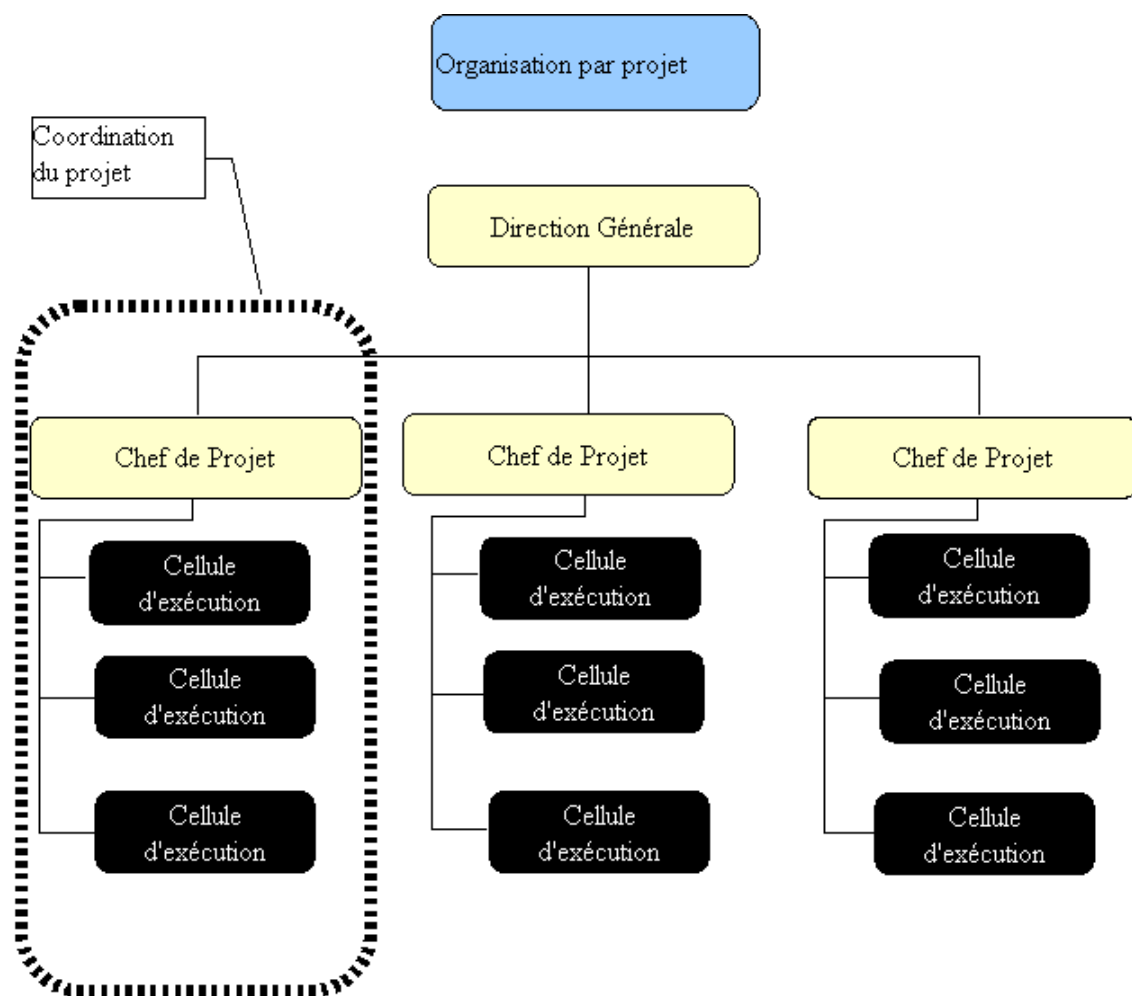 Organisation par projet
Coordination
du projet
Direction Générale
Chef de Projet
Chef de Projet
Chef de Projet
Cellule
d'exécution
Cellule
d'exécution
Cellule
d'exécution
Cellule
d'exécution
Cellule
d'exécution
Cellule
d'exécution
Cellule
d'exécution
Cellule
d'exécution
Cellule
d'exécution